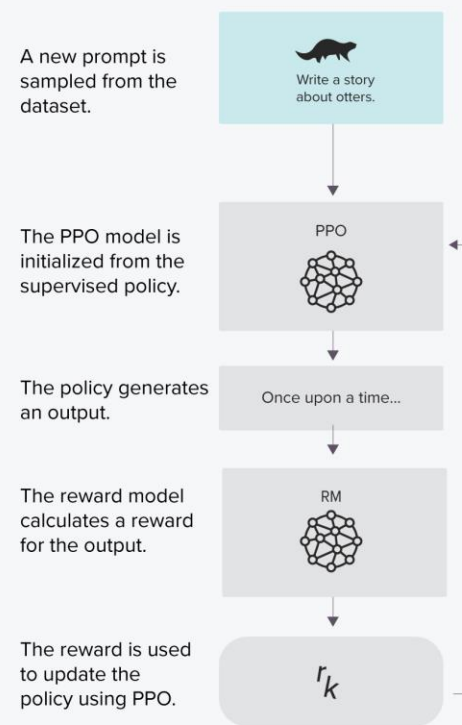 A new prompt is
sampled from the
dataset.
Write a story
about otters.
The PPO model is
initialized from the
supervised policy.
PPO
The policy generates
an output.
Once upon a time...
The reward model
calculates a reward
for the output.
RM
The reward is used
to update the
policy using PPO.
rk